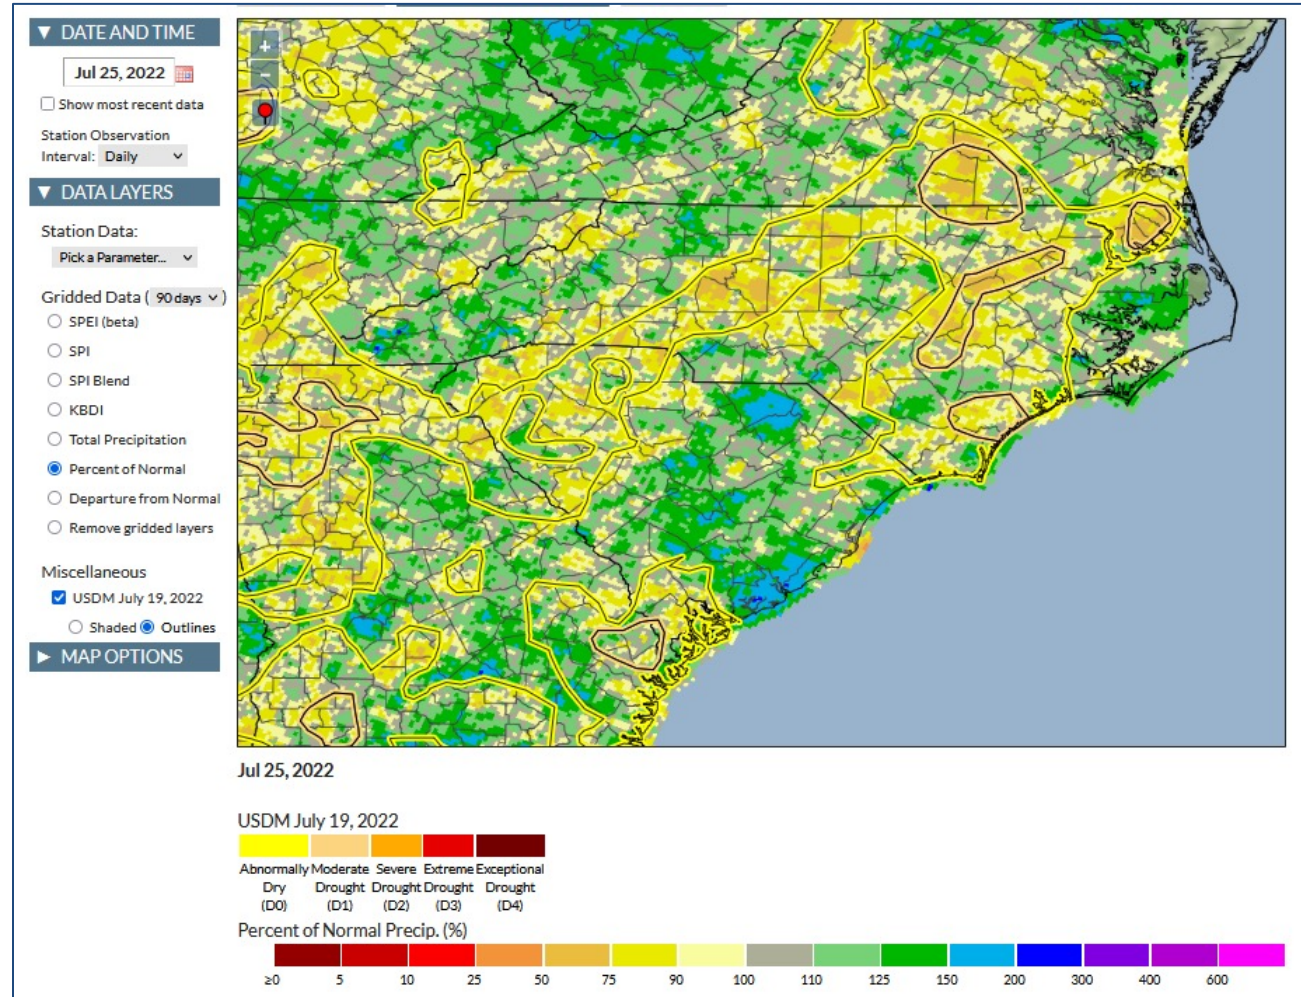 ▼ DATE AND TIME
Jul 25, 2022
Show most recent data
Station Observation
Interval: Daily
▼ DATA LAYERS
Station Data:
Pick a Parameter...
Gridded Data ( 90 days )
SPEI (beta)
SPI
SPI Blend
KBDI
Total Precipitation
Percent of Normal
Departure from Normal
Remove gridded layers
Miscellaneous
USDM July 19, 2022
Shaded Outlines
► MAP OPTIONS
+
−
Jul 25, 2022
USDM July 19, 2022
Abnormally Moderate Severe Extreme Exceptional
Dry Drought Drought Drought Drought
(D0) (D1) (D2) (D3) (D4)
Percent of Normal Precip. (%)
≥0 5 10 25 50 75 90 100 110 125 150 200 300 400 600